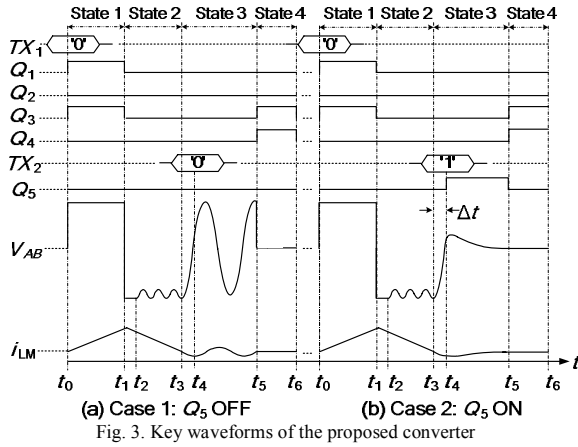 State 1 State 2 State 3 State 4 State 1 State 2 State 3 State 4
TX1 '0' ... '0'
Q1 ...
Q2 ...
Q3 ...
Q4 ...
TX2 '0' ... '1'
Q5 ...
Δt
VAB ...
iLM ...
t
t0 t1 t2 t3 t4 t5 t6 t0 t1 t2 t3 t4 t5 t6
(a) Case 1: Q5 OFF (b) Case 2: Q5 ON
Fig. 3. Key waveforms of the proposed converter